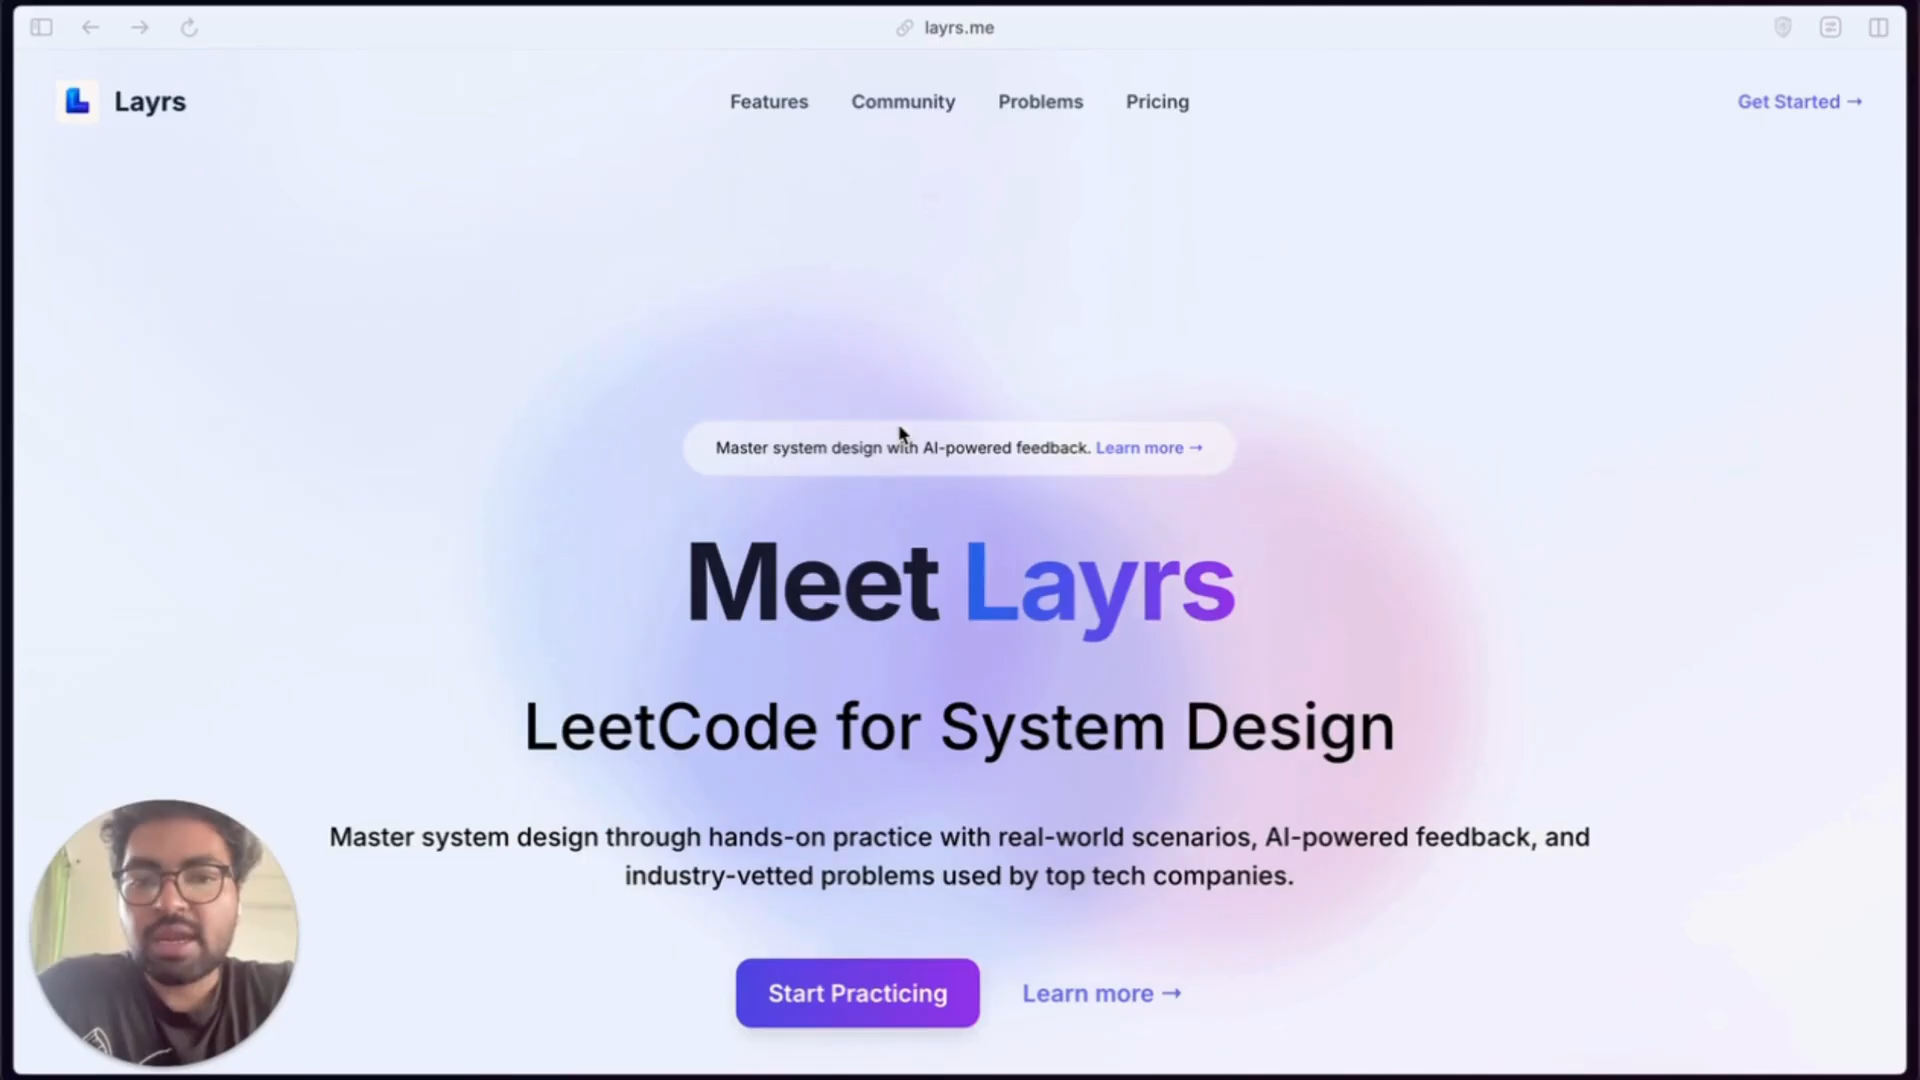 layrs.me
Layrs
Features
Community
Problems
Pricing
Get Started →
Master system design with AI-powered feedback. Learn more →
Meet Layrs
LeetCode for System Design
Master system design through hands-on practice with real-world scenarios, AI-powered feedback, and
industry-vetted problems used by top tech companies.
Start Practicing
Learn more →